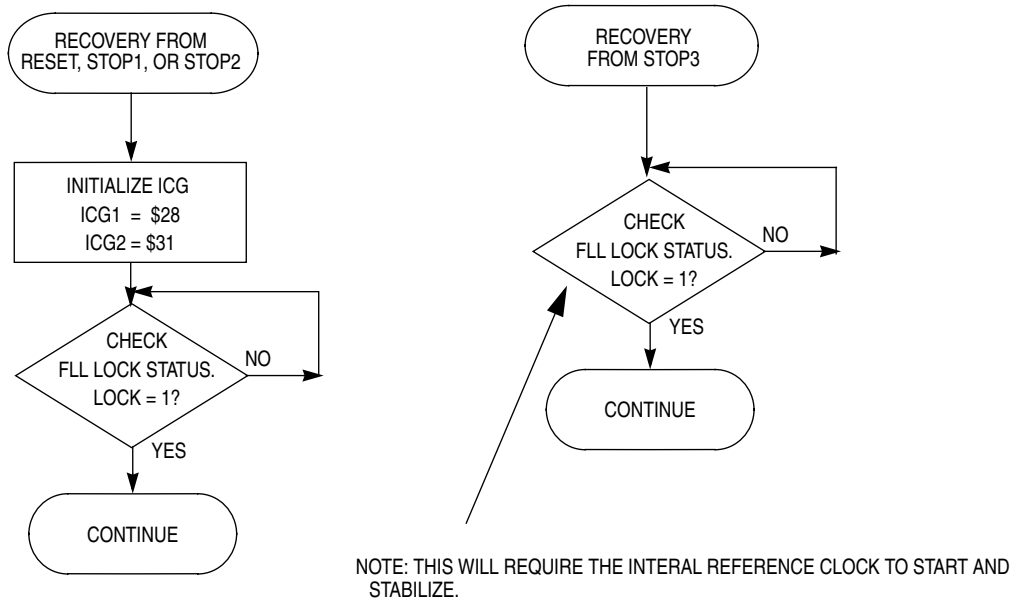 RECOVERY FROM
RESET, STOP1, OR STOP2
INITIALIZE ICG
ICG1 = $28
ICG2 = $31
CHECK
FLL LOCK STATUS.
LOCK = 1?
NO
YES
CONTINUE
RECOVERY
FROM STOP3
CHECK
FLL LOCK STATUS.
LOCK = 1?
NO
YES
CONTINUE
NOTE: THIS WILL REQUIRE THE INTERAL REFERENCE CLOCK TO START AND
STABILIZE.